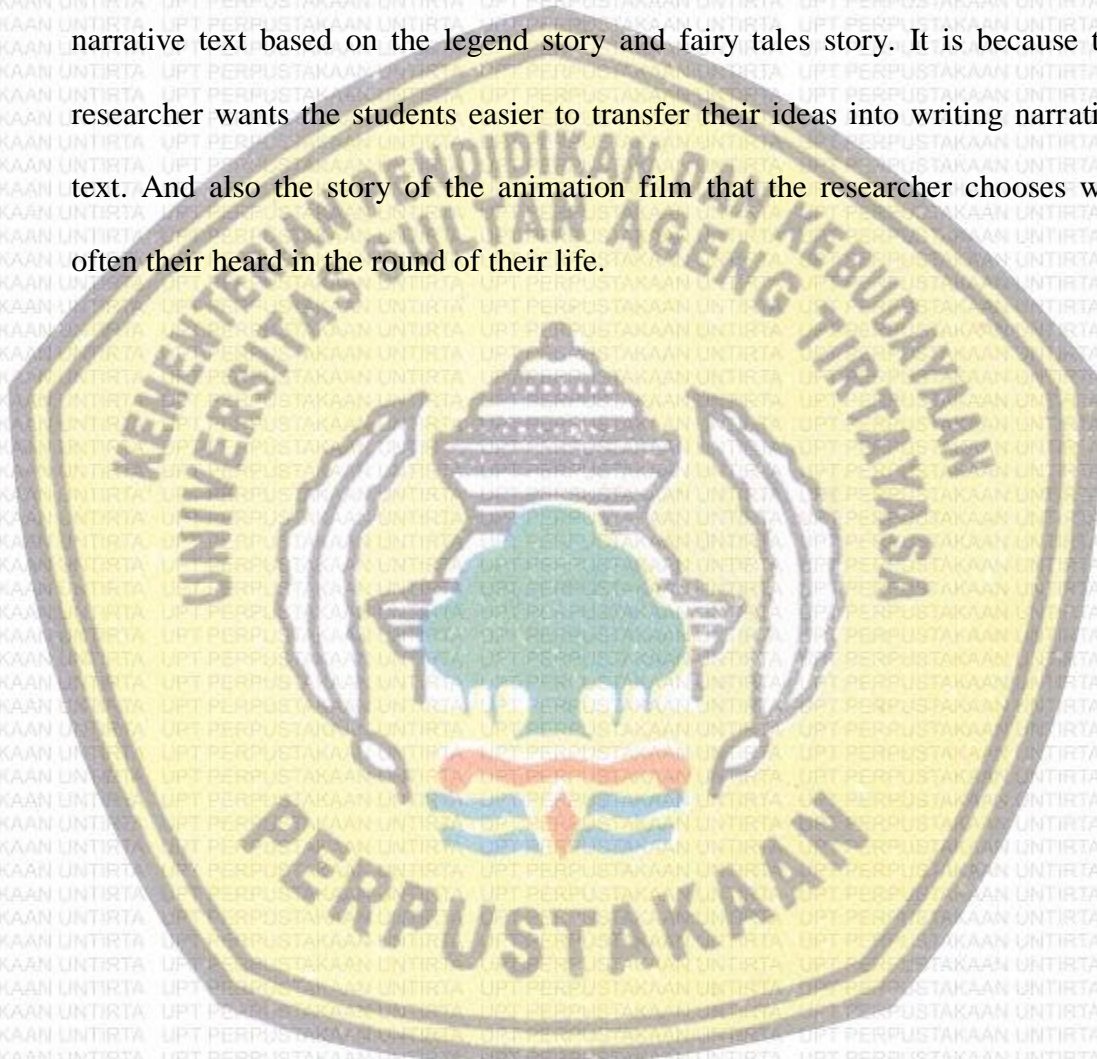 narrative text based on the legend story and fairy tales story. It is because t
researcher wants the students easier to transfer their ideas into writing narrati
text. And also the story of the animation film that the researcher chooses w
often their heard in the round of their life.
KEMENTERIAN PENDIDIKAN DAN KEBUDAYAAN
UNIVERSITAS SULTAN AGENG TIRTAYASA
PERPUSTAKAAN
UPT PERPUSTAKAAN UNTIRTA